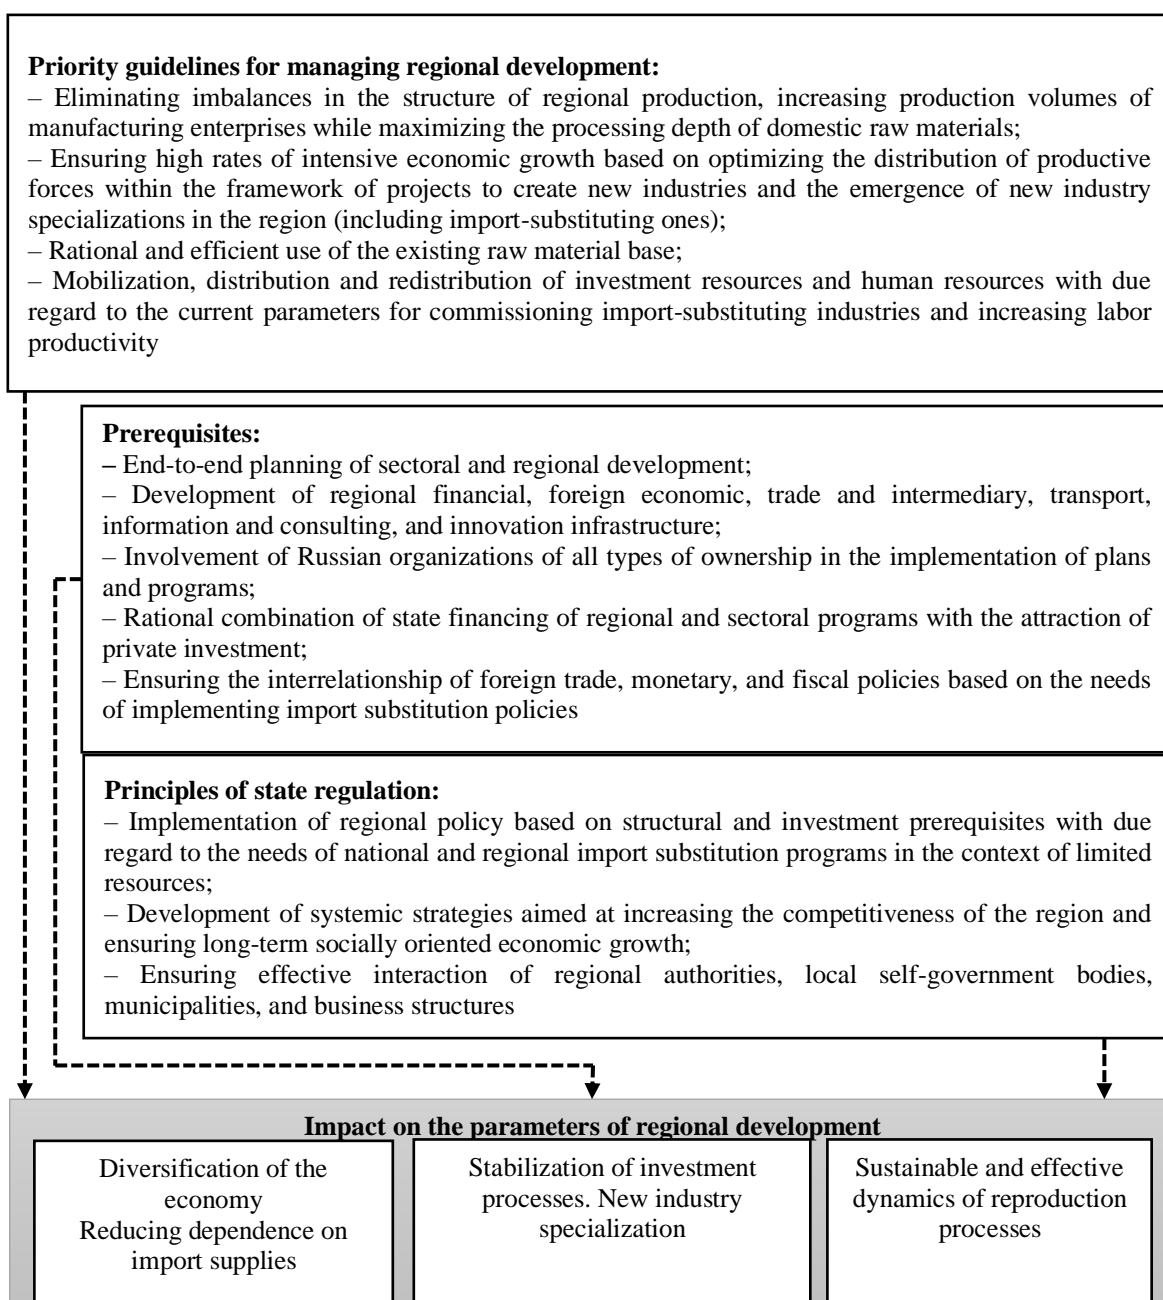 Priority guidelines for managing regional development:
– Eliminating imbalances in the structure of regional production, increasing production volumes of
manufacturing enterprises while maximizing the processing depth of domestic raw materials;
– Ensuring high rates of intensive economic growth based on optimizing the distribution of productive
forces within the framework of projects to create new industries and the emergence of new industry
specializations in the region (including import-substituting ones);
– Rational and efficient use of the existing raw material base;
– Mobilization, distribution and redistribution of investment resources and human resources with due
regard to the current parameters for commissioning import-substituting industries and increasing labor
productivity
Prerequisites:
– End-to-end planning of sectoral and regional development;
– Development of regional financial, foreign economic, trade and intermediary, transport,
information and consulting, and innovation infrastructure;
– Involvement of Russian organizations of all types of ownership in the implementation of plans
and programs;
– Rational combination of state financing of regional and sectoral programs with the attraction of
private investment;
– Ensuring the interrelationship of foreign trade, monetary, and fiscal policies based on the needs
of implementing import substitution policies
Principles of state regulation:
– Implementation of regional policy based on structural and investment prerequisites with due
regard to the needs of national and regional import substitution programs in the context of limited
resources;
– Development of systemic strategies aimed at increasing the competitiveness of the region and
ensuring long-term socially oriented economic growth;
– Ensuring effective interaction of regional authorities, local self-government bodies,
municipalities, and business structures
Impact on the parameters of regional development
Diversification of the
economy
Reducing dependence on
import supplies
Stabilization of investment
processes. New industry
specialization
Sustainable and effective
dynamics of reproduction
processes